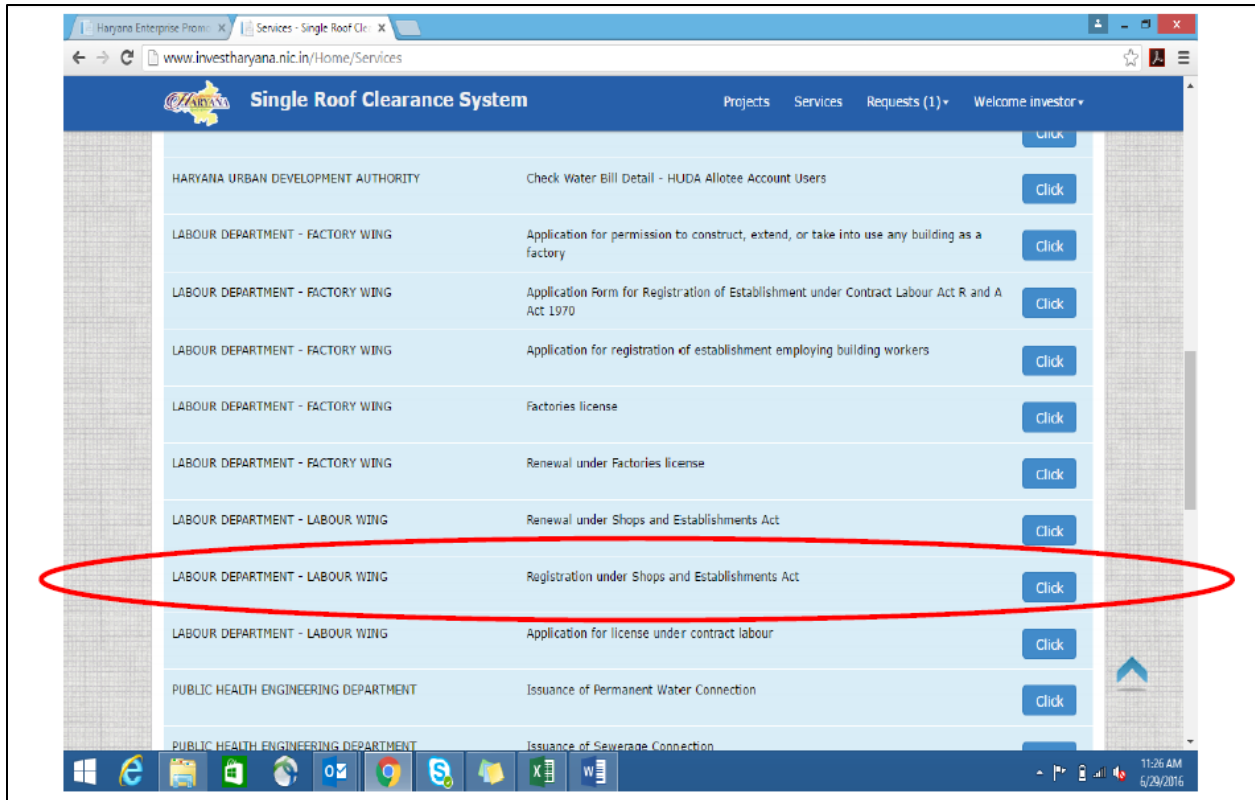 Haryana Enterprise Prom
Services - Single Roof Cle
www.investharyana.nic.in/Home/Services
HARYANA
Single Roof Clearance System
Projects Services Requests (1) Welcome investor
Click
HARYANA URBAN DEVELOPMENT AUTHORITY Check Water Bill Detail - HUDA Allotee Account Users Click
LABOUR DEPARTMENT - FACTORY WING Application for permission to construct, extend, or take into use any building as a
factory Click
LABOUR DEPARTMENT - FACTORY WING Application Form for Registration of Establishment under Contract Labour Act R and A
Act 1970 Click
LABOUR DEPARTMENT - FACTORY WING Application for registration of establishment employing building workers Click
LABOUR DEPARTMENT - FACTORY WING Factories license Click
LABOUR DEPARTMENT - FACTORY WING Renewal under Factories license Click
LABOUR DEPARTMENT - LABOUR WING Renewal under Shops and Establishments Act Click
LABOUR DEPARTMENT - LABOUR WING Registration under Shops and Establishments Act Click
LABOUR DEPARTMENT - LABOUR WING Application for license under contract labour Click
PUBLIC HEALTH ENGINEERING DEPARTMENT Issuance of Permanent Water Connection Click
PUBLIC HEALTH ENGINEERING DEPARTMENT Issuance of Sewerage Connection
11:26 AM
6/29/2016